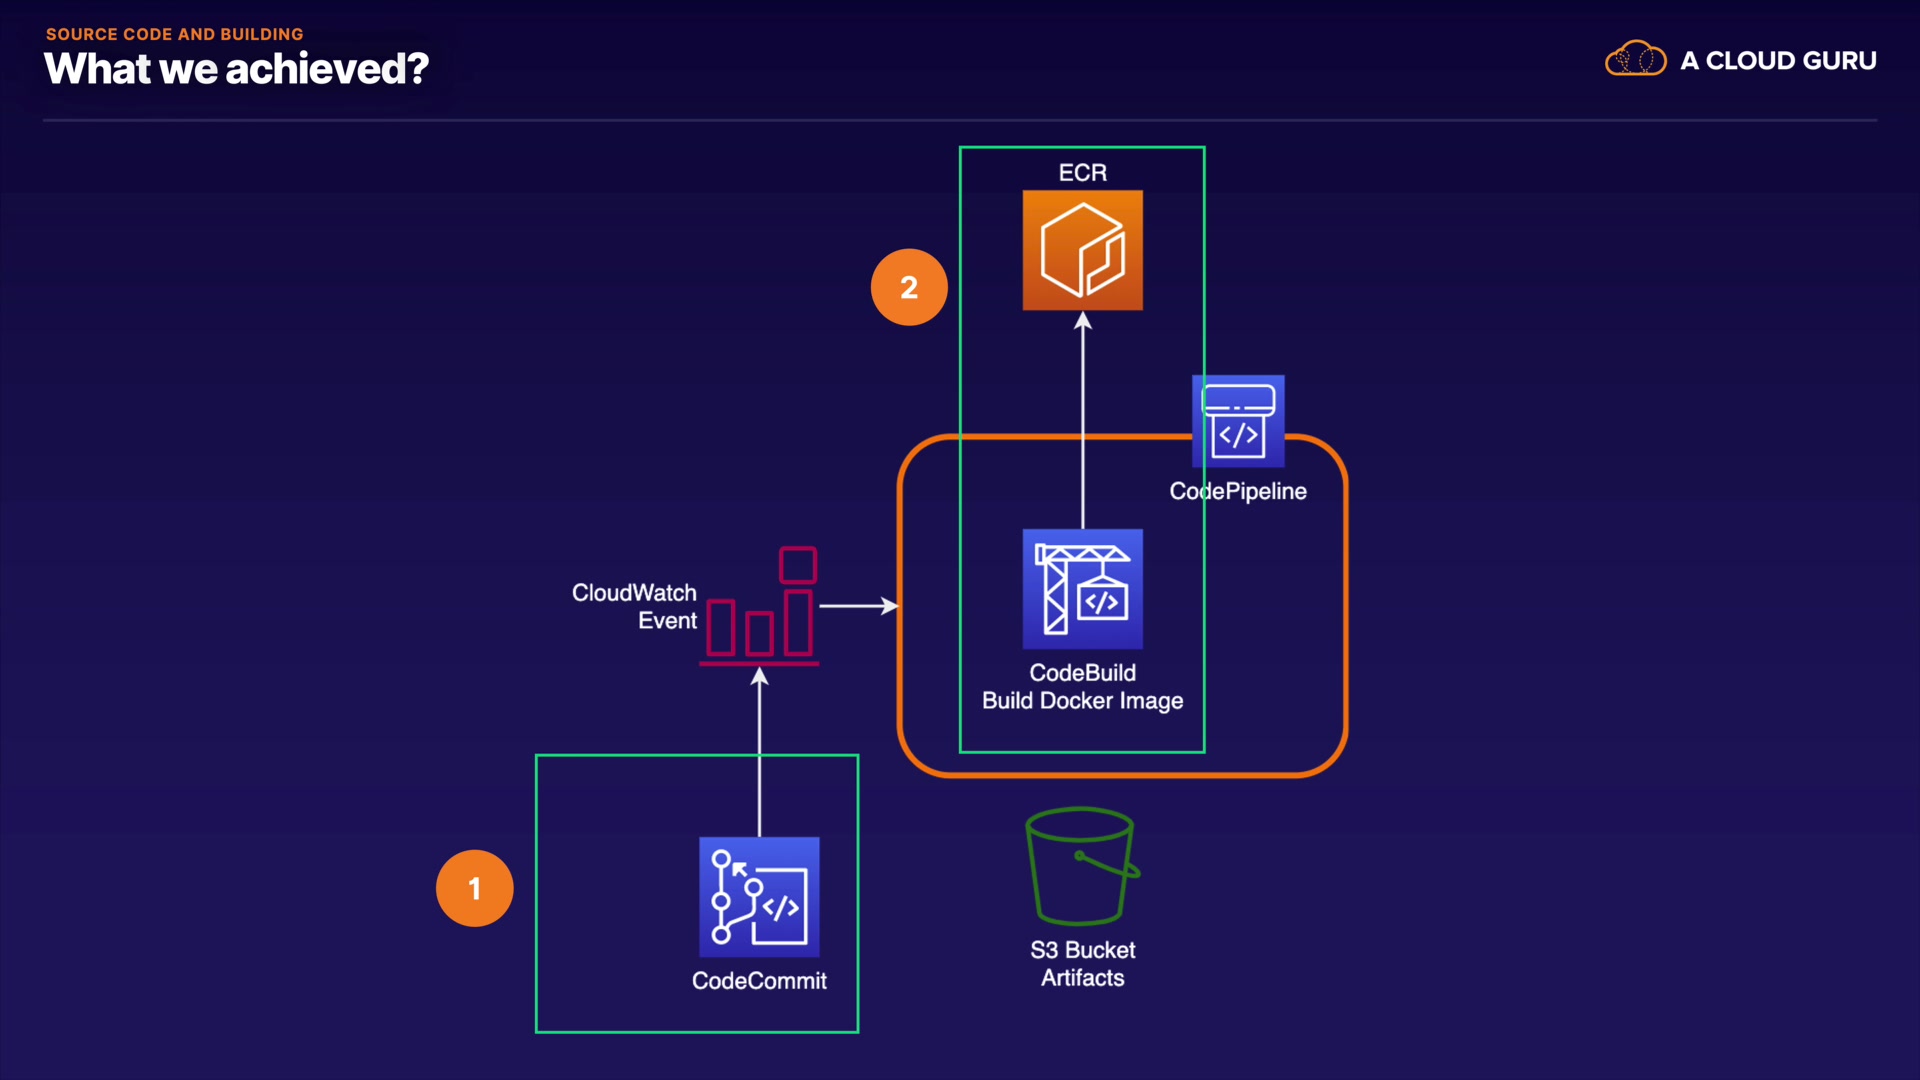 SOURCE CODE AND BUILDING
What we achieved?
A CLOUD GURU
ECR
2
</>
CodePipeline
CloudWatch
Event
</>
CodeBuild
Build Docker Image
1
</>
CodeCommit
S3 Bucket
Artifacts